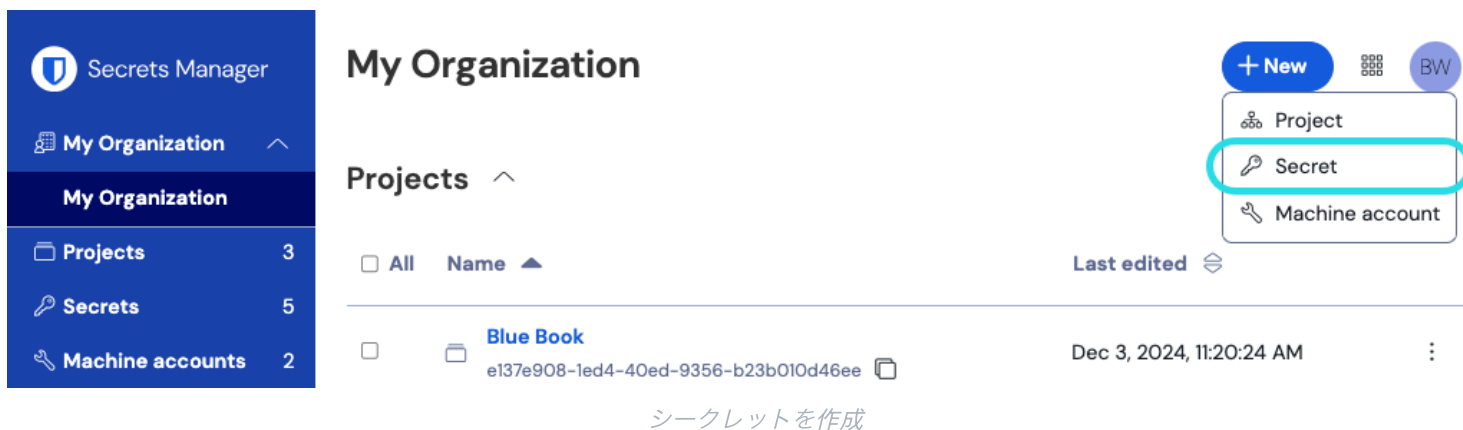 Secrets Manager
My Organization
My Organization
Projects 3
Secrets 5
Machine accounts 2
My Organization
+ New
BW
Project
Secret
Machine account
Projects
All Name Last edited
Blue Book
e137e908-1ed4-40ed-9356-b23b010d46ee
Dec 3, 2024, 11:20:24 AM
シークレットを作成